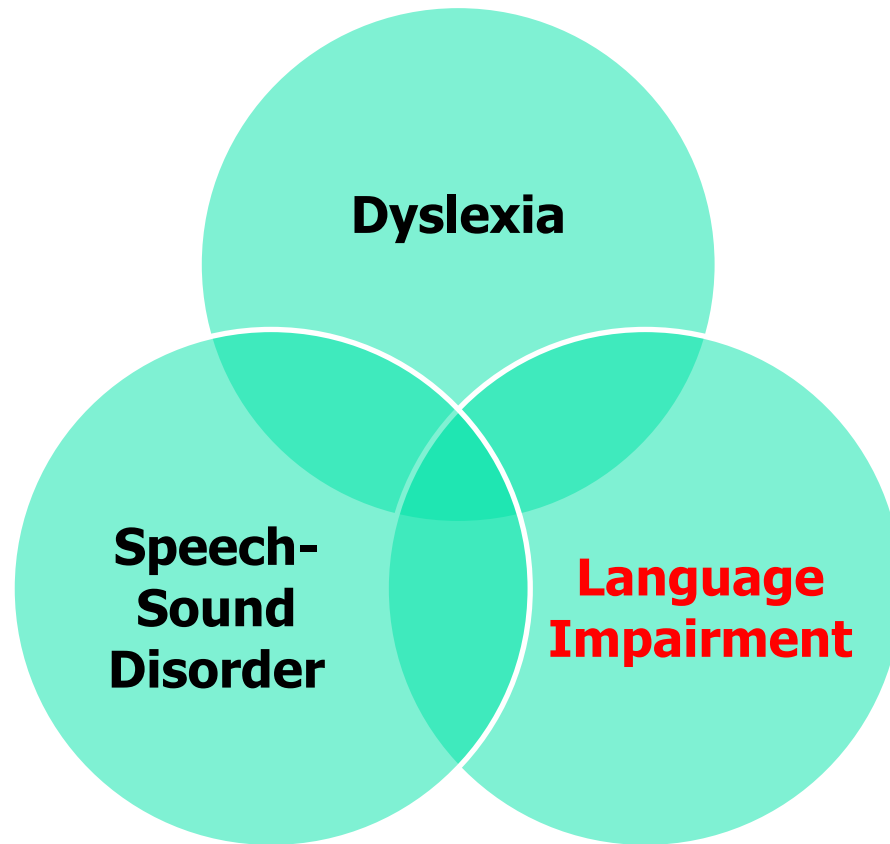 Dyslexia
Speech-
Sound
Disorder
Language
Impairment